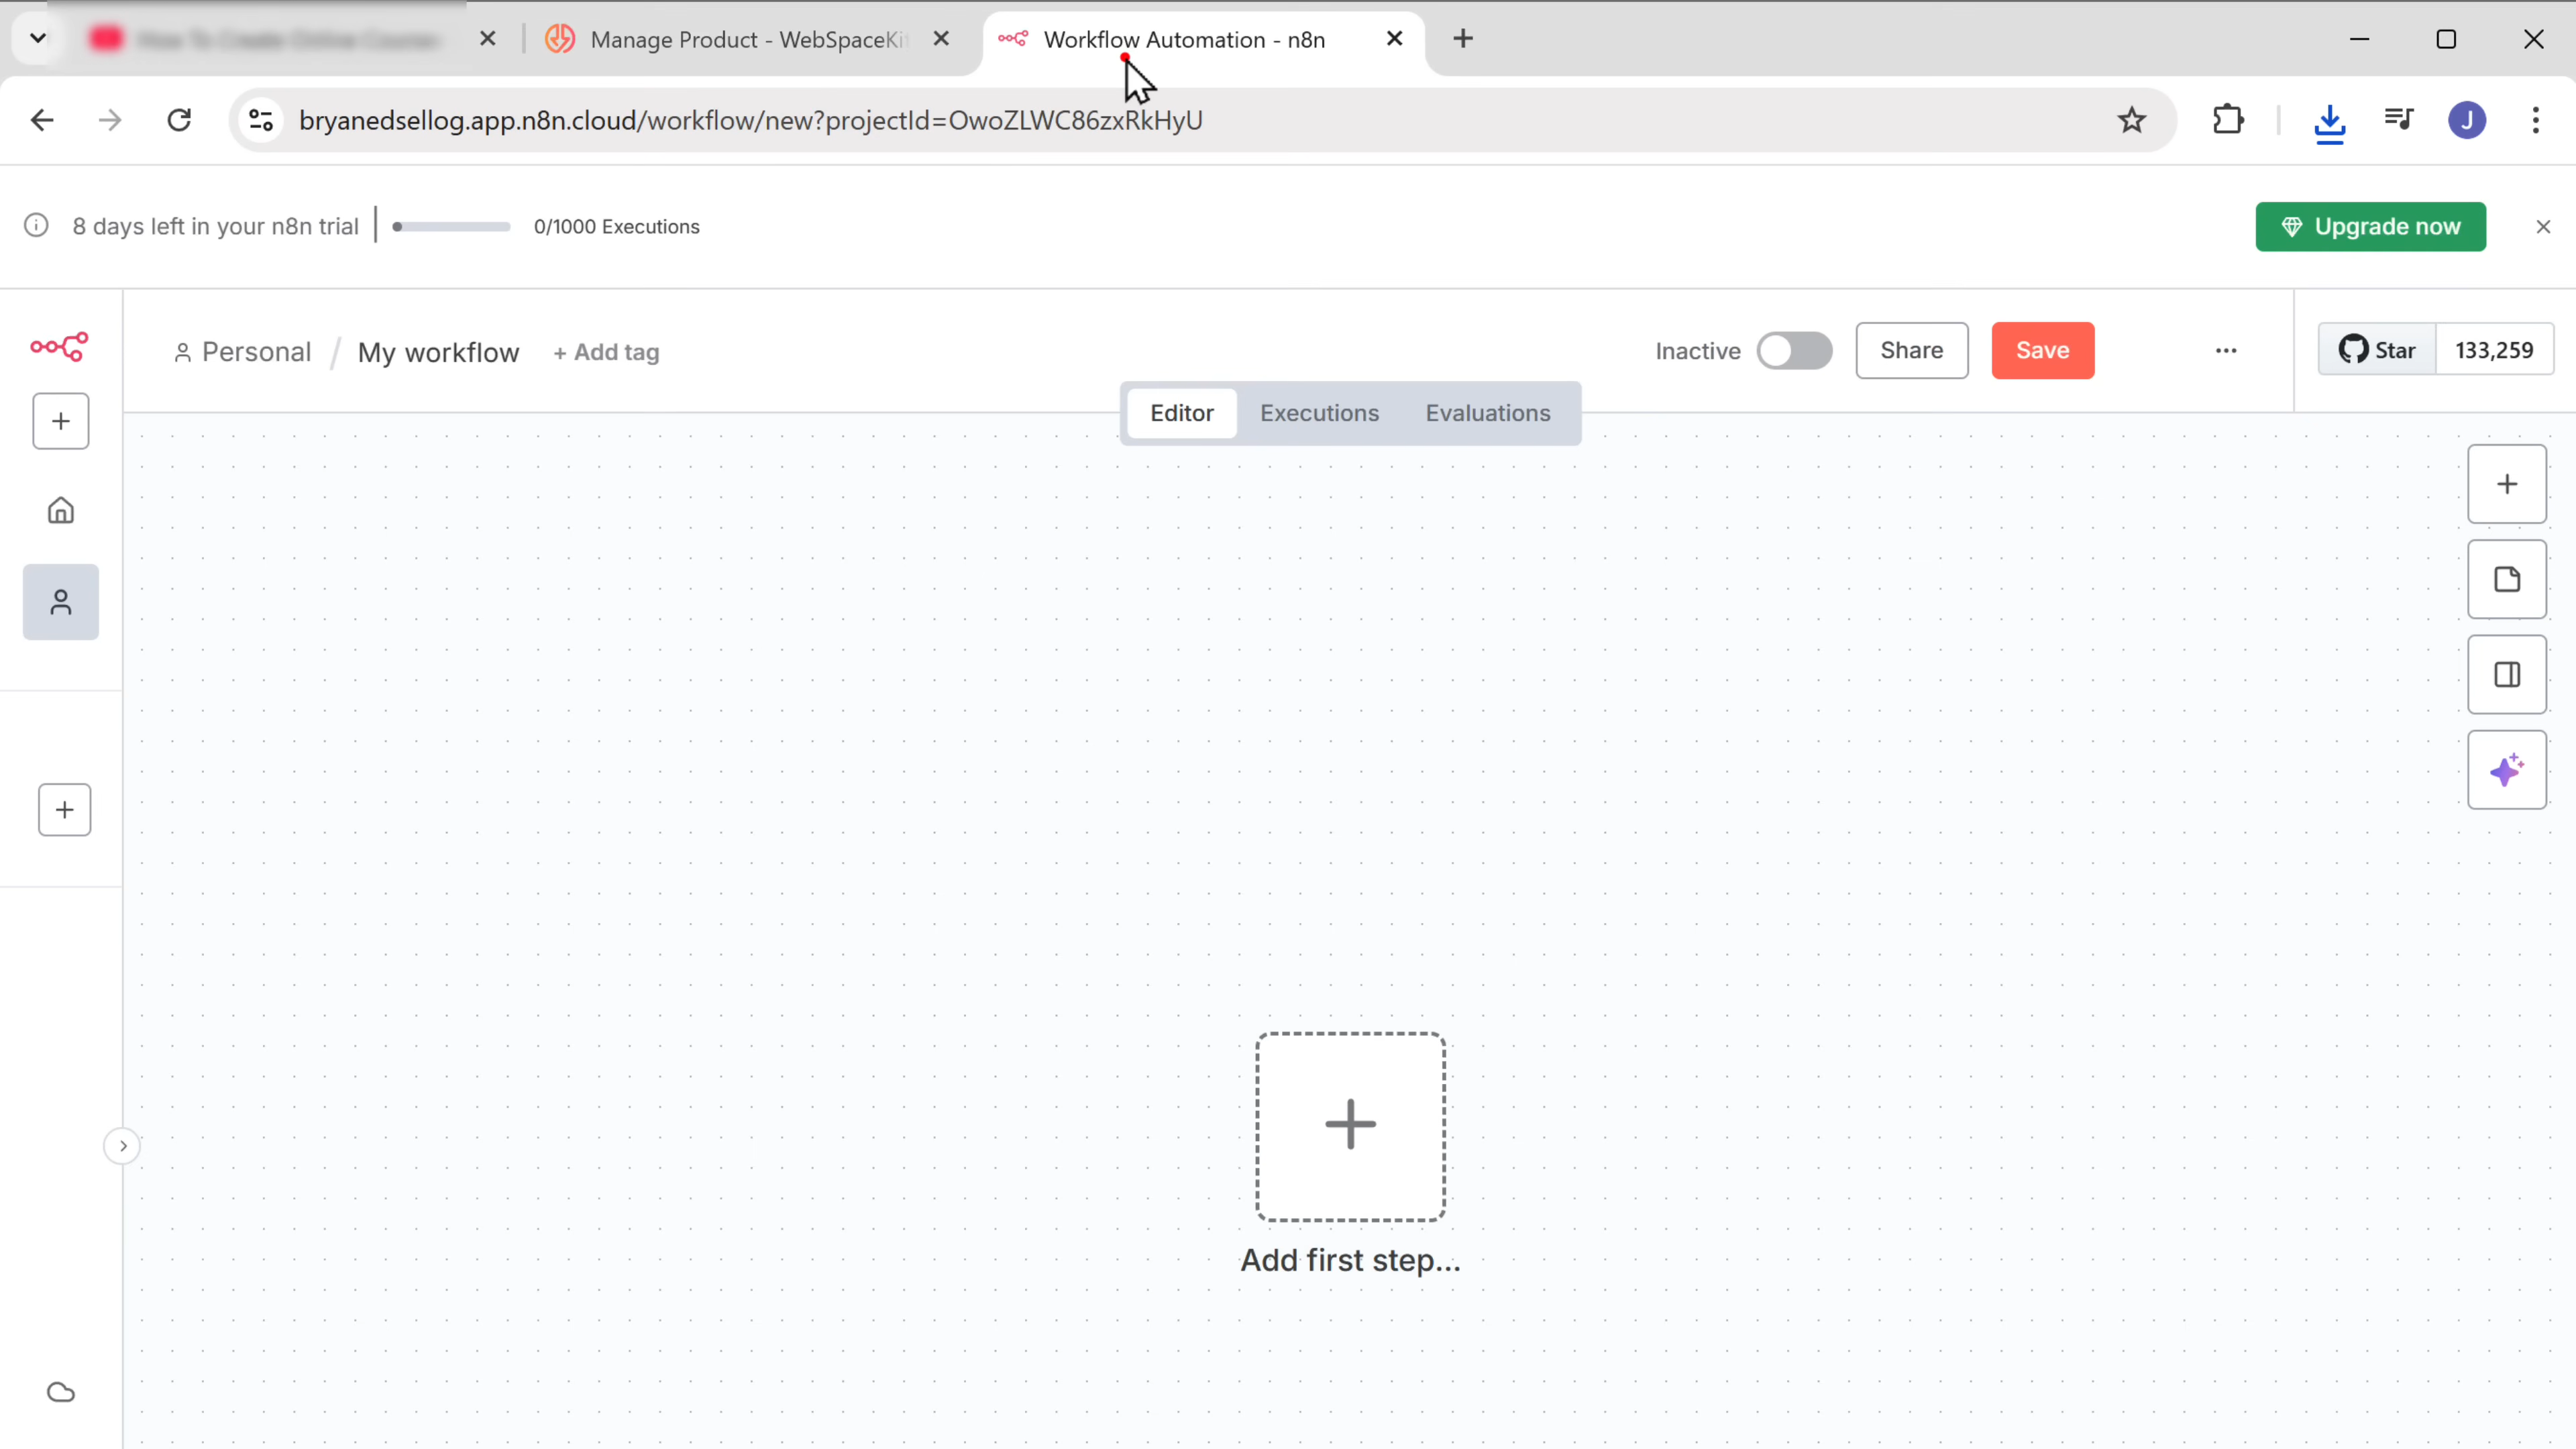 Manage Product - WebSpaceKi
Workflow Automation - n8n
bryanedsellog.app.n8n.cloud/workflow/new?projectId=OwoZLWC86zxRkHyU
J
8 days left in your n8n trial
0/1000 Executions
Upgrade now
Personal / My workflow + Add tag
Inactive
Share
Save
Star
133,259
Editor
Executions
Evaluations
Add first step...